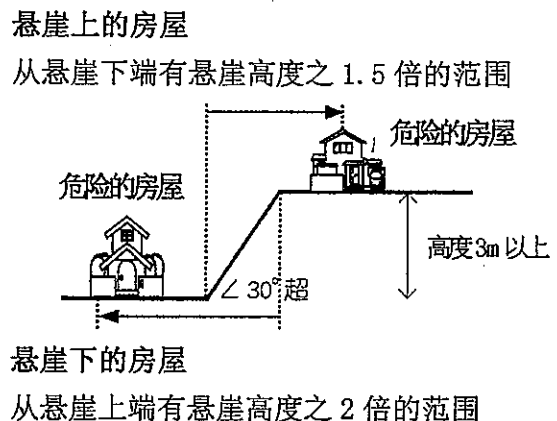 悬崖上的房屋
从悬崖下端有悬崖高度之 1.5 倍的范围
危险的房屋
危险的房屋
高度3m以上
∠30°超
悬崖下的房屋
从悬崖上端有悬崖高度之 2 倍的范围